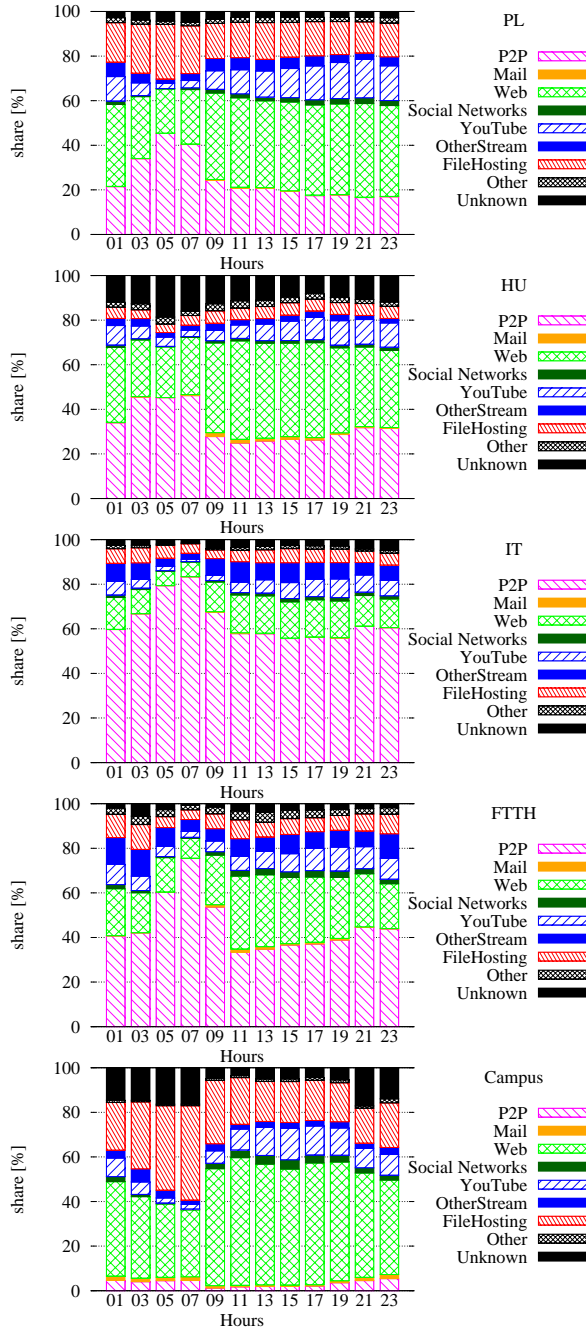 100
80
60
40
20
0
share [%]
01 03 05 07 09 11 13 15 17 19 21 23
Hours
PL
P2P
Mail
Web
Social Networks
YouTube
OtherStream
FileHosting
Other
Unknown
100
80
60
40
20
0
share [%]
01 03 05 07 09 11 13 15 17 19 21 23
Hours
HU
P2P
Mail
Web
Social Networks
YouTube
OtherStream
FileHosting
Other
Unknown
100
80
60
40
20
0
share [%]
01 03 05 07 09 11 13 15 17 19 21 23
Hours
IT
P2P
Mail
Web
Social Networks
YouTube
OtherStream
FileHosting
Other
Unknown
100
80
60
40
20
0
share [%]
01 03 05 07 09 11 13 15 17 19 21 23
Hours
FTTH
P2P
Mail
Web
Social Networks
YouTube
OtherStream
FileHosting
Other
Unknown
100
80
60
40
20
0
share [%]
01 03 05 07 09 11 13 15 17 19 21 23
Hours
Campus
P2P
Mail
Web
Social Networks
YouTube
OtherStream
FileHosting
Other
Unknown